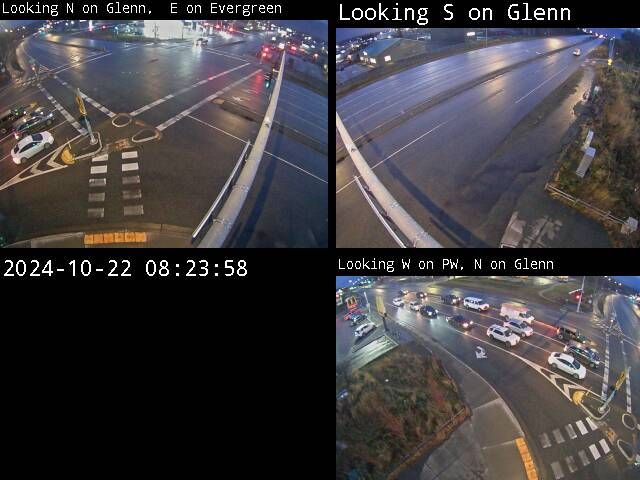 Looking N on Glenn,  E on Evergreen
Looking S on Glenn
2024-10-22 08:23:58
Looking W on PW, N on Glenn